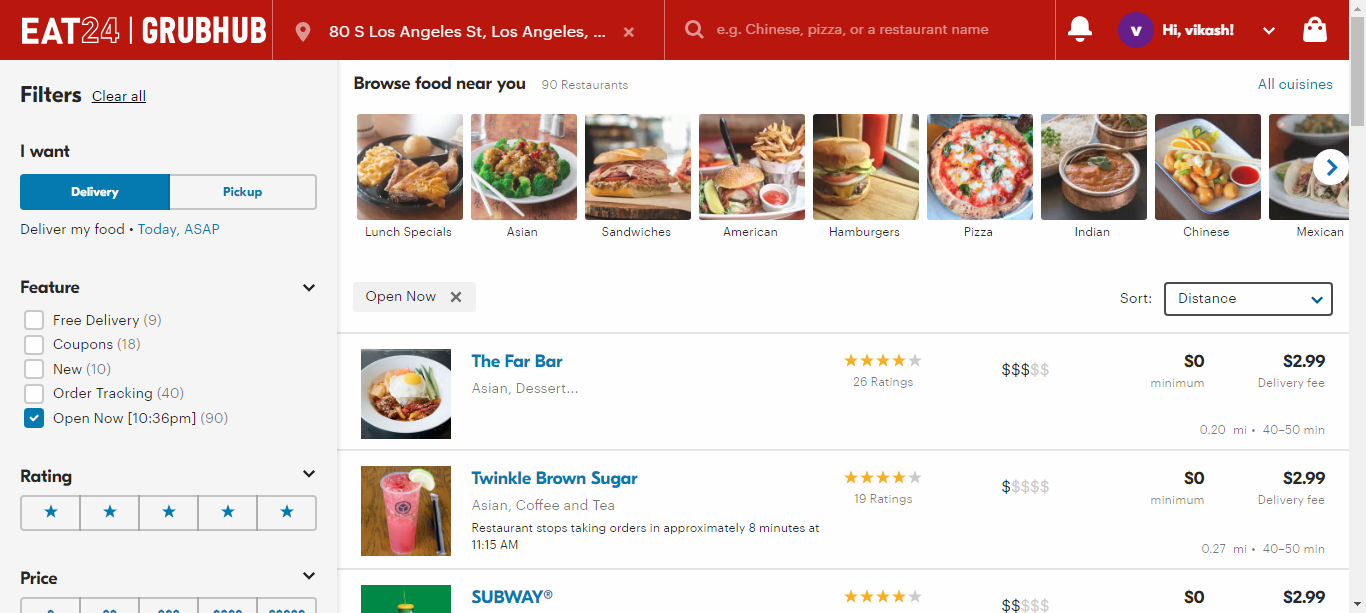 EAT24 | GRUBHUB
80 S Los Angeles St, Los Angeles, ...
e.g. Chinese, pizza, or a restaurant name
v
Hi, vikash!
Filters
Clear all
I want
Delivery
Pickup
Deliver my food • Today, ASAP
Feature
Free Delivery (9)
Coupons (18)
New (10)
Order Tracking (40)
Open Now [10:36pm] (90)
Rating
Price
$
$$
$$$
$$$$
$$$$$
Browse food near you
90 Restaurants
All cuisines
Lunch Specials
Asian
Sandwiches
American
Hamburgers
Pizza
Indian
Chinese
Mexican
Open Now
Sort:
Distance
The Far Bar
Asian, Dessert...
26 Ratings
$$$$$
$0
minimum
$2.99
Delivery fee
0.20 mi • 40–50 min
Twinkle Brown Sugar
Asian, Coffee and Tea
Restaurant stops taking orders in approximately 8 minutes at
11:15 AM
19 Ratings
$$$$$
$0
minimum
$2.99
Delivery fee
0.27 mi • 40–50 min
SUBWAY®
$$$$$
$0
$2.99